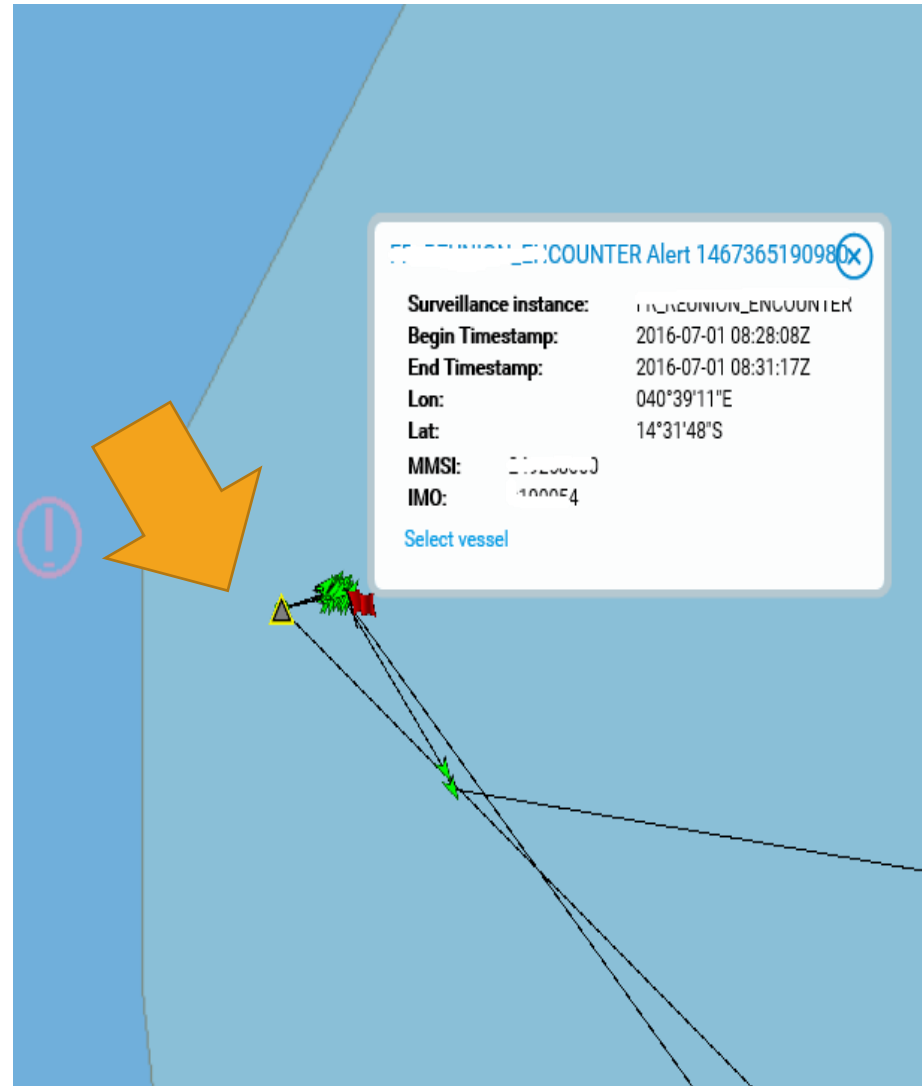 COUNTER Alert 1467365190980
Surveillance instance: REUNION_ENCOUNTER
Begin Timestamp: 2016-07-01 08:28:08Z
End Timestamp: 2016-07-01 08:31:17Z
Lon: 040°39'11"E
Lat: 14°31'48"S
MMSI:
IMO:
Select vessel